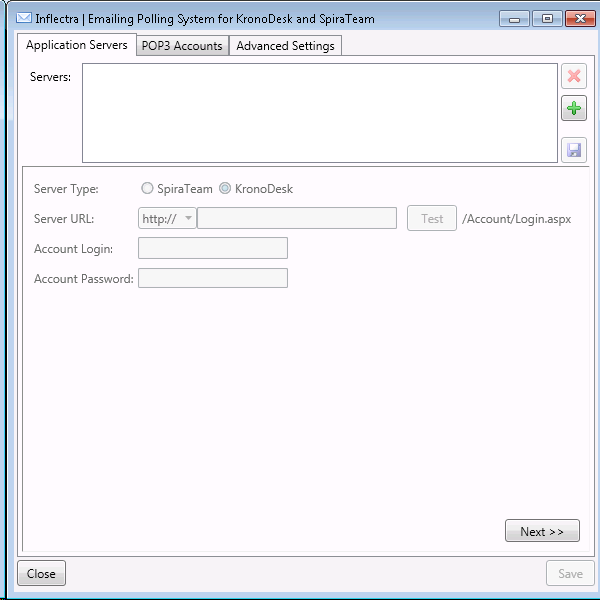 Inflectra | Emailing Polling System for KronoDesk and SpiraTeam
Application Servers POP3 Accounts Advanced Settings
Servers:
Server Type: SpiraTeam KronoDesk
Server URL: http:// Test /Account/Login.aspx
Account Login:
Account Password:
Next >>
Close Save